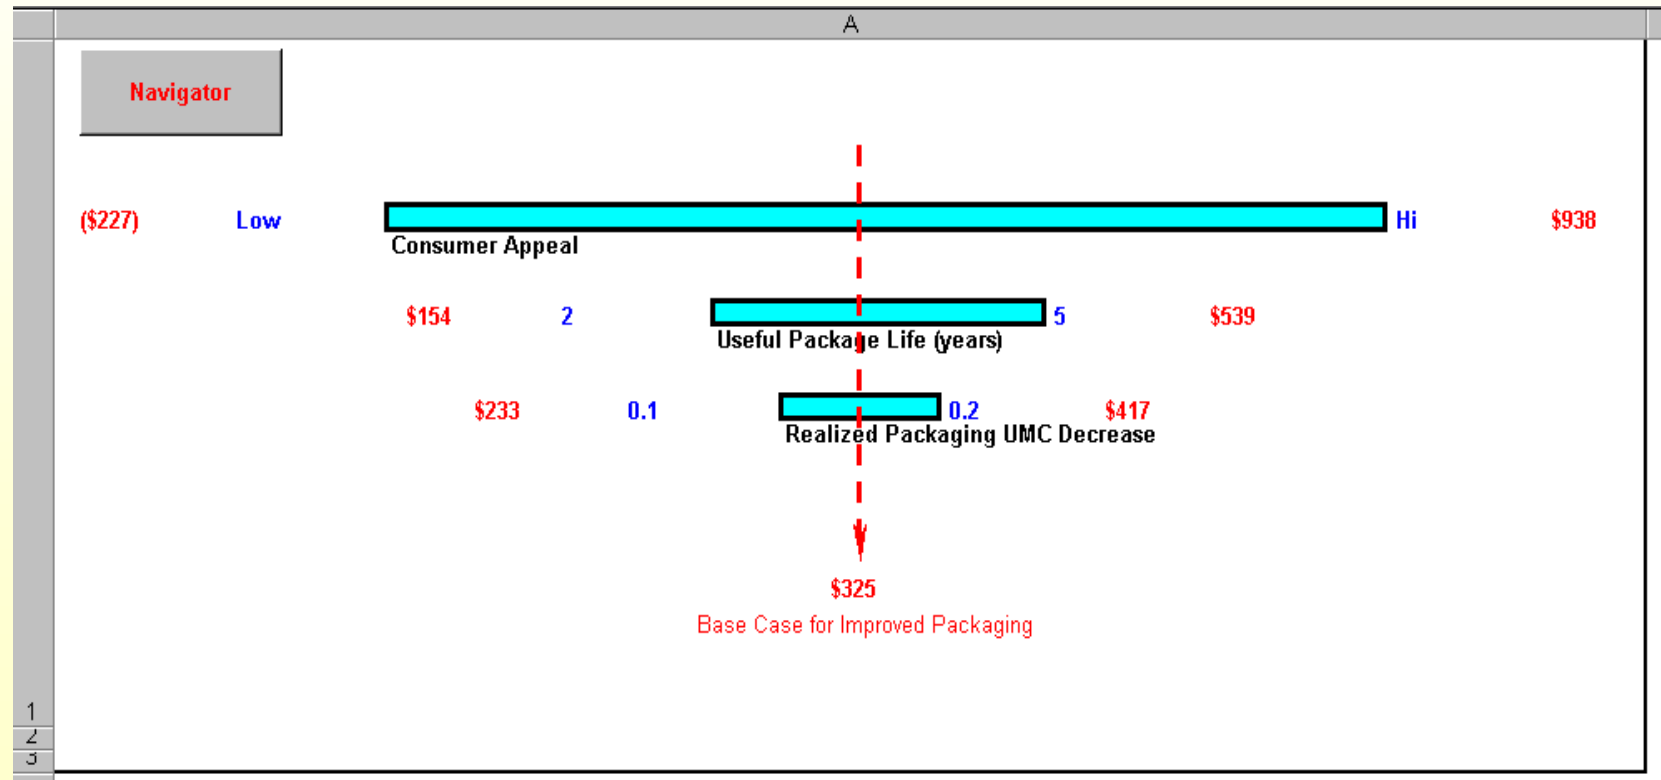 A
Navigator
($227) Low Hi $938
Consumer Appeal
$154 2 5 $539
Useful Package Life (years)
$233 0.1 0.2 $417
Realized Packaging UMC Decrease
$325
Base Case for Improved Packaging
1
2
3